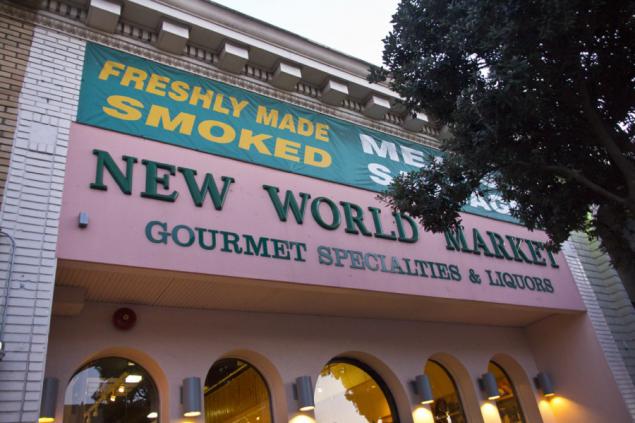 FRESHLY MADE
SMOKED
NEW WORLD MARKET
GOURMET SPECIALTIES & LIQUORS